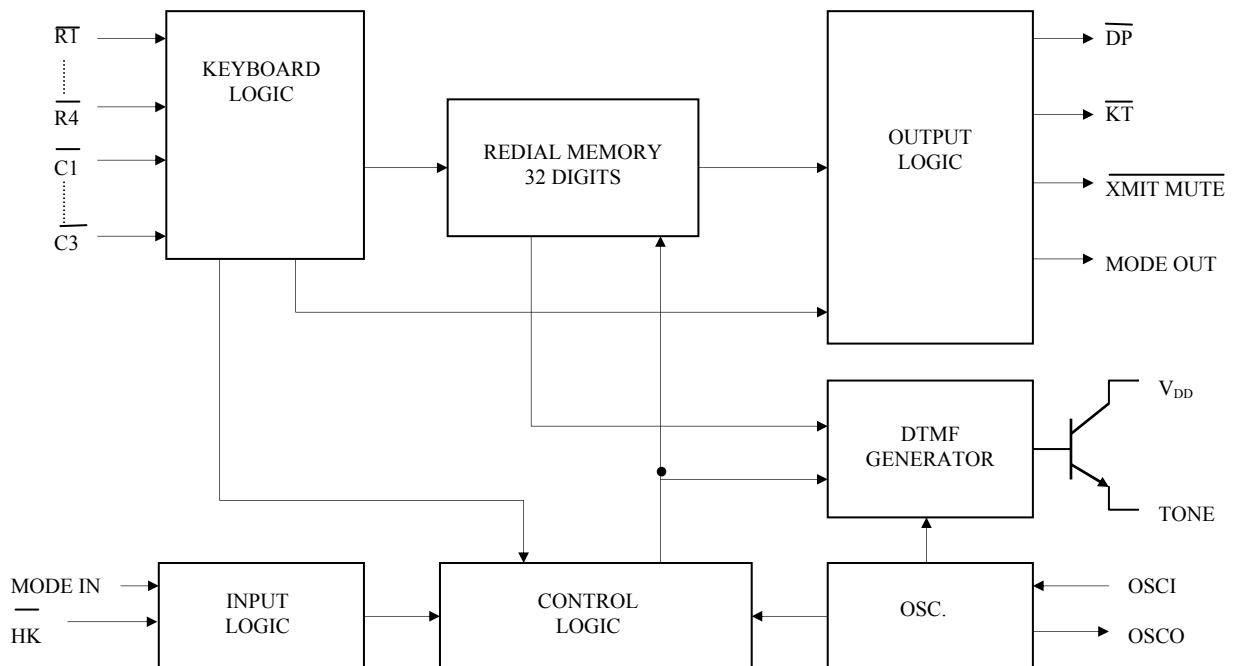 R1
R4
C1
C3
KEYBOARD
LOGIC
REDIAL MEMORY
32 DIGITS
OUTPUT
LOGIC
DP
KT
XMIT MUTE
MODE OUT
DTMF
GENERATOR
VDD
TONE
MODE IN
HK
INPUT
LOGIC
CONTROL
LOGIC
OSC.
OSCI
OSCO